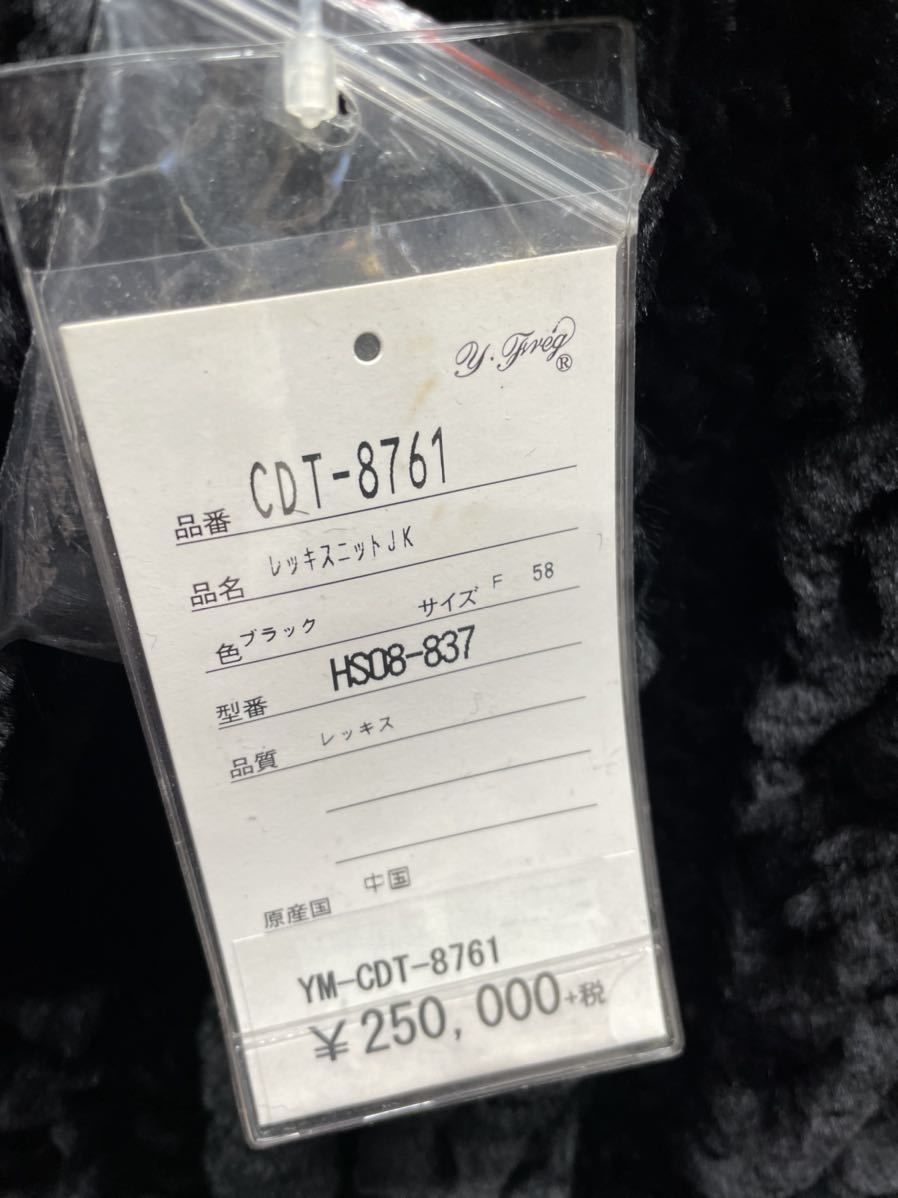 y. Freg®
品番 CDT-8761
品名 レッキスニットJK
色 ブラック サイズ F 58
型番 HS08-837
品質 レッキス
原産国 中国
YM-CDT-8761
¥250,000+税